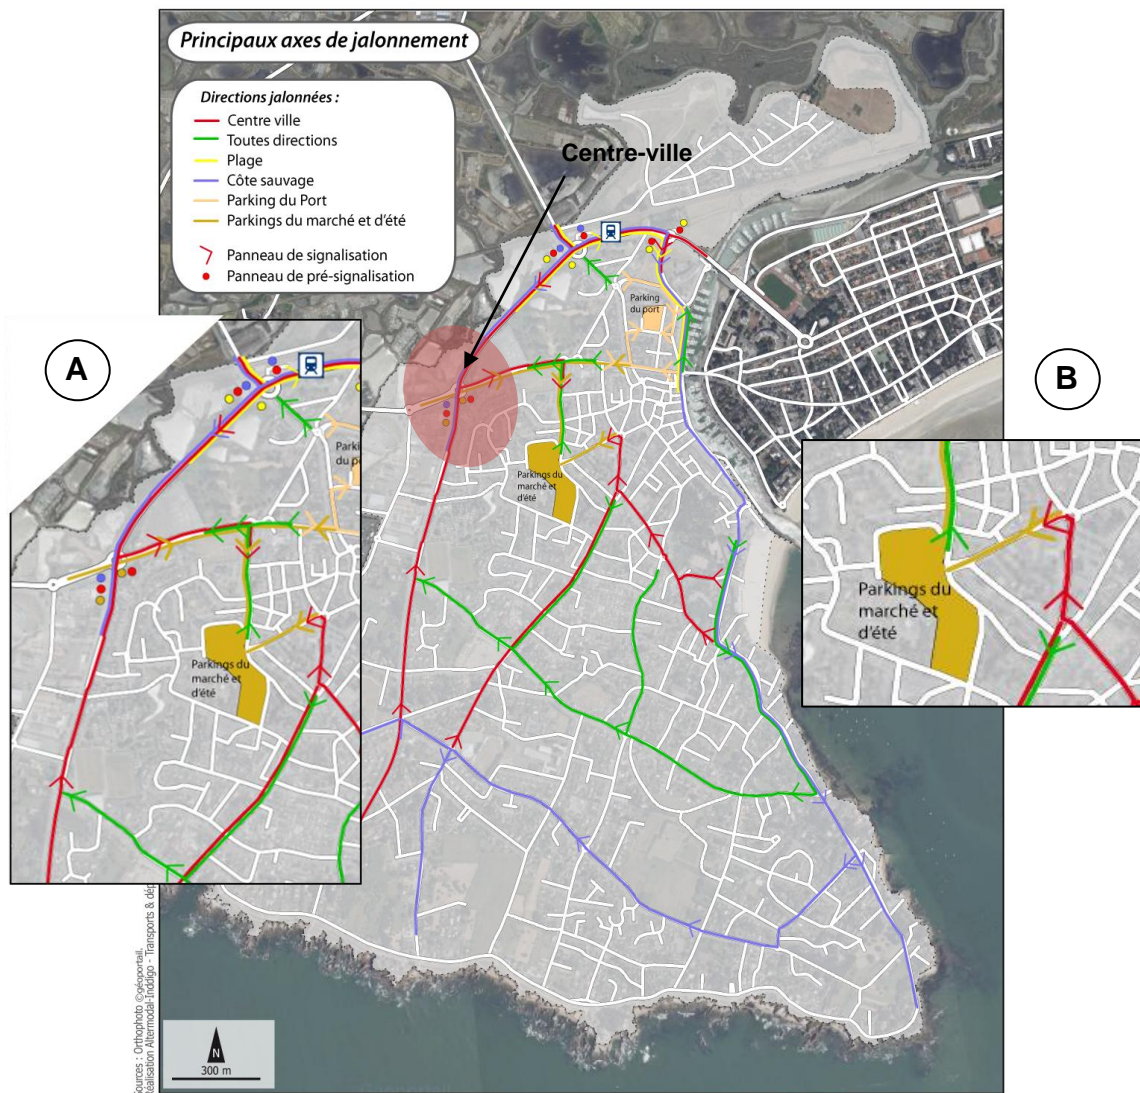 Principaux axes de jalonnement
Directions jalonnées :
Centre ville
Toutes directions
Plage
Côte sauvage
Parking du Port
Parkings du marché et d'été
Panneau de signalisation
Panneau de pré-signalisation
Centre-ville
Parking
du port
Parkings du
marché et
d'été
A
Parkings du
marché et
d'été
B
Parkings du
marché et
d'été
N
300 m
Sources : Orthophoto ©géoportail.
Réalisation Altermodal-Inddigo - Transports & dép